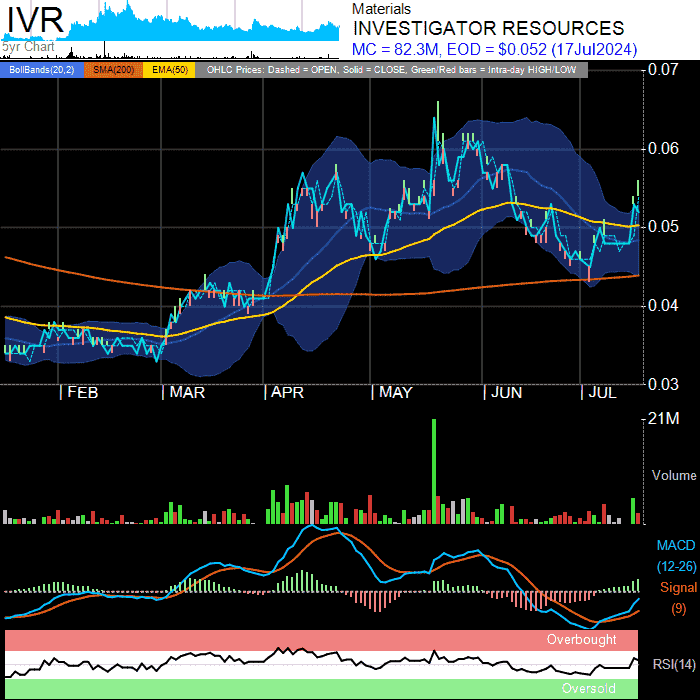 IVR
5yr Chart
Materials
INVESTIGATOR RESOURCES
MC = 82.3M, EOD = $0.052 (17Jul2024)
BollBands(20,2) SMA(200) EMA(50) OHLC Prices: Dashed = OPEN, Solid = CLOSE, Green/Red bars = Intra-day HIGH/LOW
0.07
0.06
0.05
0.04
0.03
FEB MAR APR MAY JUN JUL
21M
Volume
MACD
(12-26)
Signal
(9)
Overbought
RSI(14)
Oversold